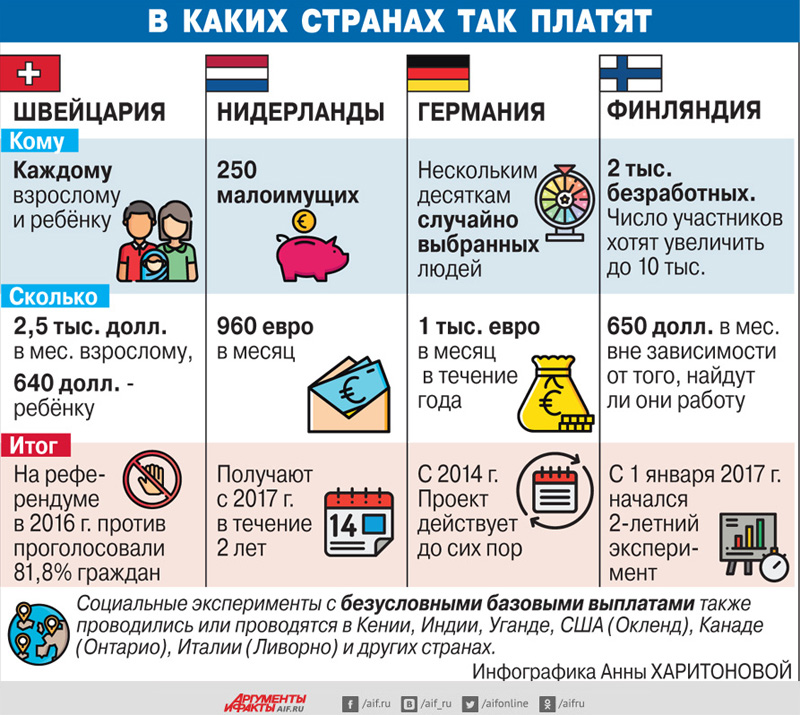 В КАКИХ СТРАНАХ ТАК ПЛАТЯТ
ШВЕЙЦАРИЯ
НИДЕРЛАНДЫ
ГЕРМАНИЯ
ФИНЛЯНДИЯ
Кому
Каждому
взрослому
и ребёнку
250
малоимущих
€
Нескольким
десяткам
случайно
выбранных
людей
2 тыс.
безработных.
Число участников
хотят увеличить
до 10 тыс.
Сколько
2,5 тыс. долл.
в мес. взрослому,
640 долл. -
ребёнку
960 евро
в месяц
€
1 тыс. евро
в месяц
в течение
года
€
650 долл. в мес.
вне зависимости
от того, найдут
ли они работу
Итог
На рефе-
рендуме
в 2016 г. против
проголосовали
81,8% граждан
Получают
с 2017 г.
в течение
2 лет
14
С 2014 г.
Проект
действует
до сих пор
С 1 января 2017 г.
начался
2-летний
экспери-
мент
Социальные эксперименты с безусловными базовыми выплатами также
проводились или проводятся в Кении, Индии, Уганде, США (Окленд), Канаде
(Онтарио), Италии (Ливорно) и других странах.
Инфографика Анны ХАРИТОНОВОЙ
АРГУМЕНТЫ
И ФАКТЫ AIF.RU
/aif.ru
/aif_ru
/aifonline
/aifru